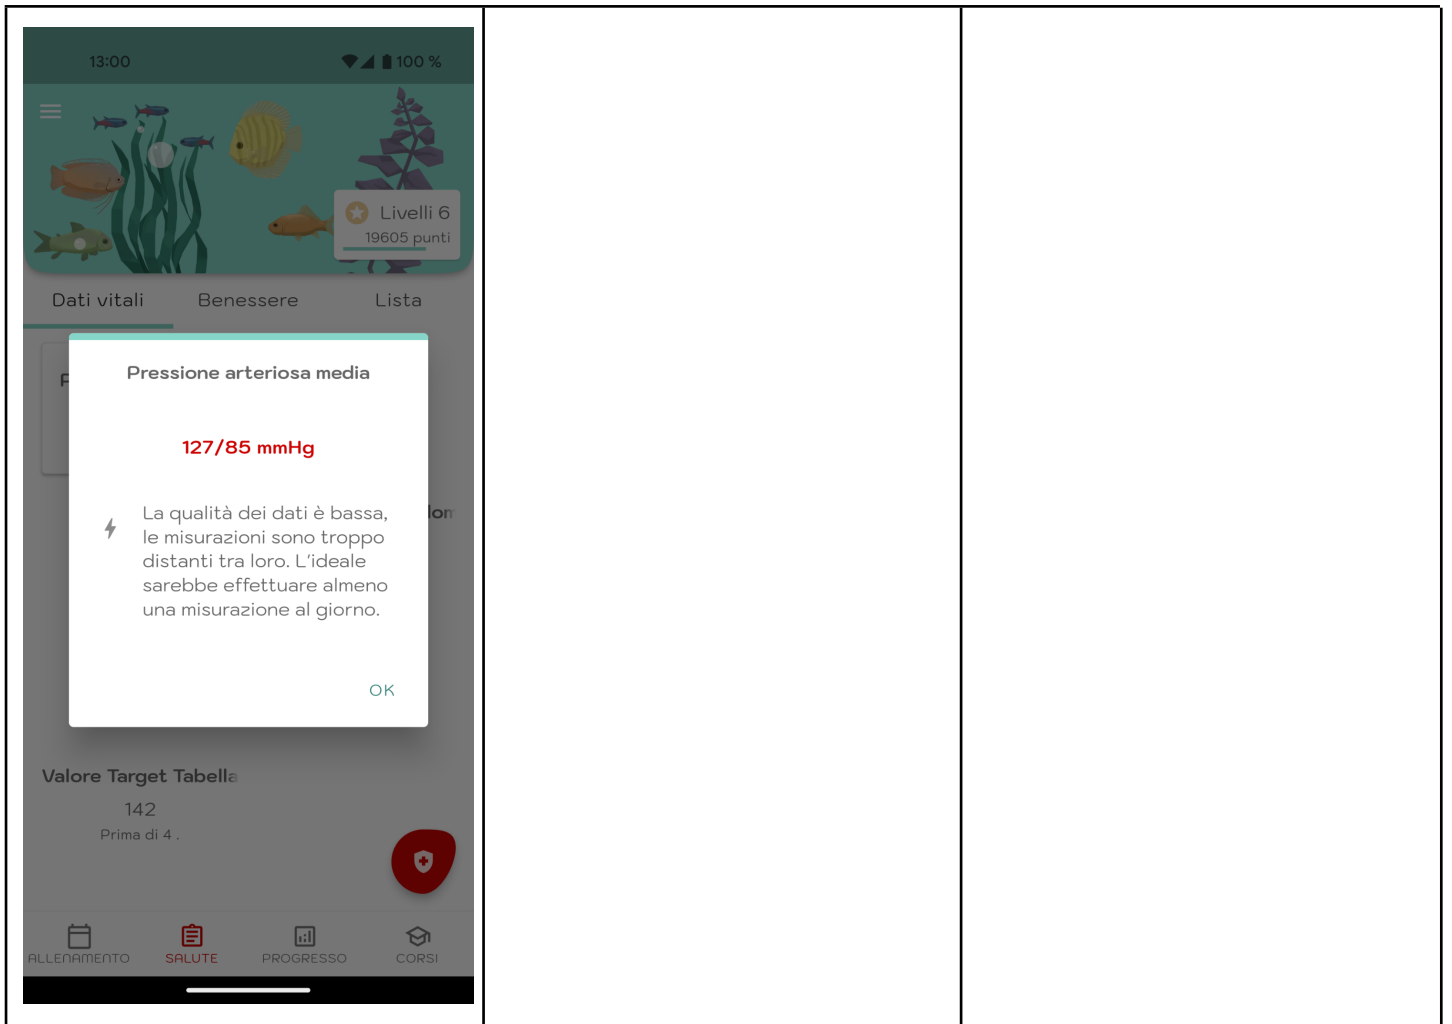 13:00
100 %
Livelli 6
19605 punti
Dati vitali
Benessere
Lista
Pressione arteriosa media
127/85 mmHg
La qualità dei dati è bassa,
le misurazioni sono troppo
distanti tra loro. L'ideale
sarebbe effettuare almeno
una misurazione al giorno.
OK
Valore Target Tabella
142
Prima di 4 .
ALLENAMENTO
SALUTE
PROGRESSO
CORSI